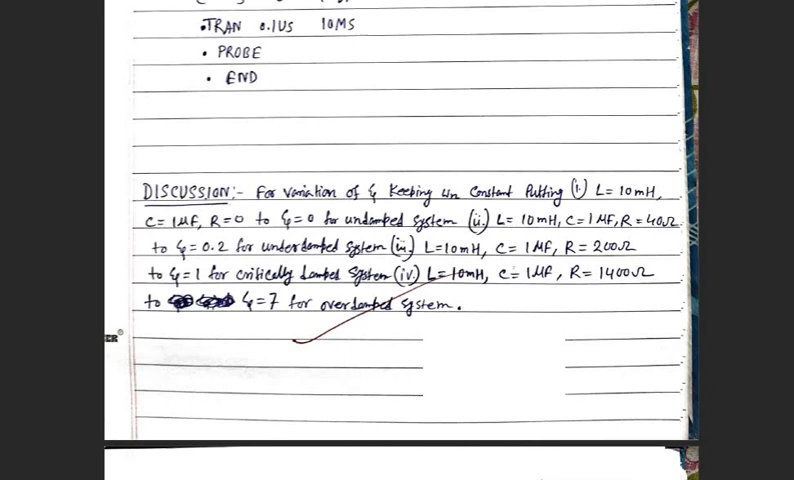 .TRAN 0.1US 10MS
. PROBE
. END
DISCUSSION:- For variation of ξ Keeping ωn Constant Putting (i.) L= 10mH,
C= 1μF, R=0 to ξ=0 for undamped system (ii.) L= 10mH, C=1μF, R=40Ω
to ξ=0.2 for underdamped system (iii.) L=10mH, C= 1μF, R= 200Ω
to ξ=1 for critically damped system (iv.) L=10mH, C=1μF, R= 1400Ω
to ξ=7 for overdamped system.
ER®